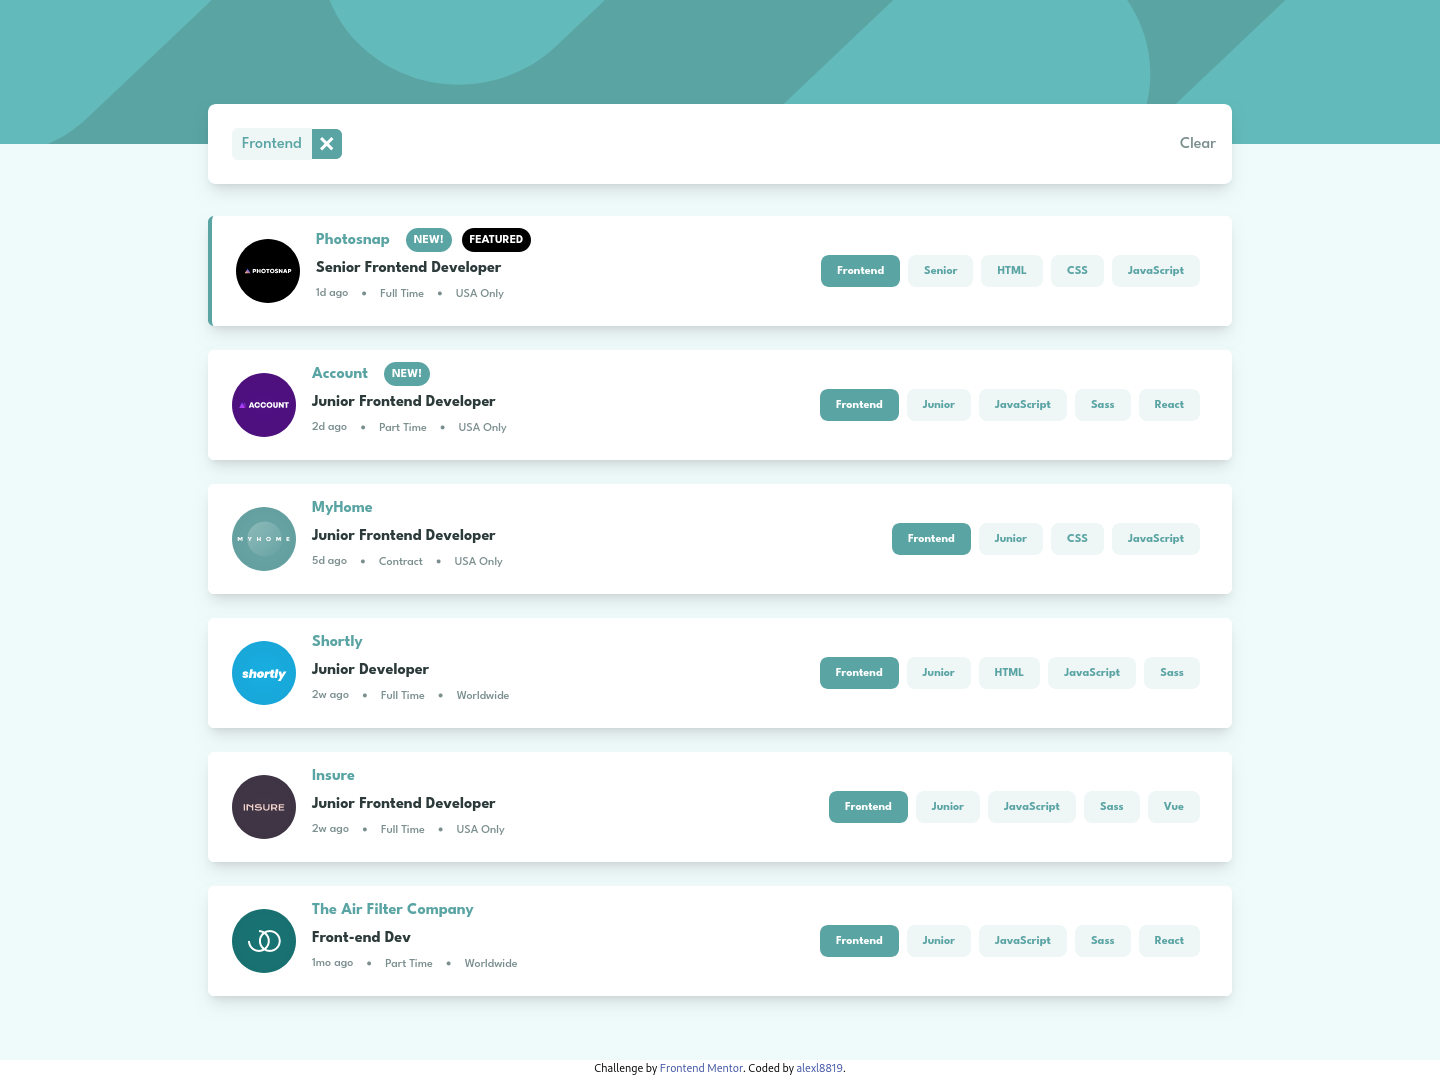 Frontend
Clear
PHOTOSNAP
Photosnap NEW! FEATURED
Senior Frontend Developer
1d ago • Full Time • USA Only
Frontend Senior HTML CSS JavaScript
ACCOUNT
Account NEW!
Junior Frontend Developer
2d ago • Part Time • USA Only
Frontend Junior JavaScript Sass React
MYHOME
MyHome
Junior Frontend Developer
5d ago • Contract • USA Only
Frontend Junior CSS JavaScript
shortly
Shortly
Junior Developer
2w ago • Full Time • Worldwide
Frontend Junior HTML JavaScript Sass
INSURE
Insure
Junior Frontend Developer
2w ago • Full Time • USA Only
Frontend Junior JavaScript Sass Vue
The Air Filter Company
Front-end Dev
1mo ago • Part Time • Worldwide
Frontend Junior JavaScript Sass React
Challenge by Frontend Mentor. Coded by alexl8819.